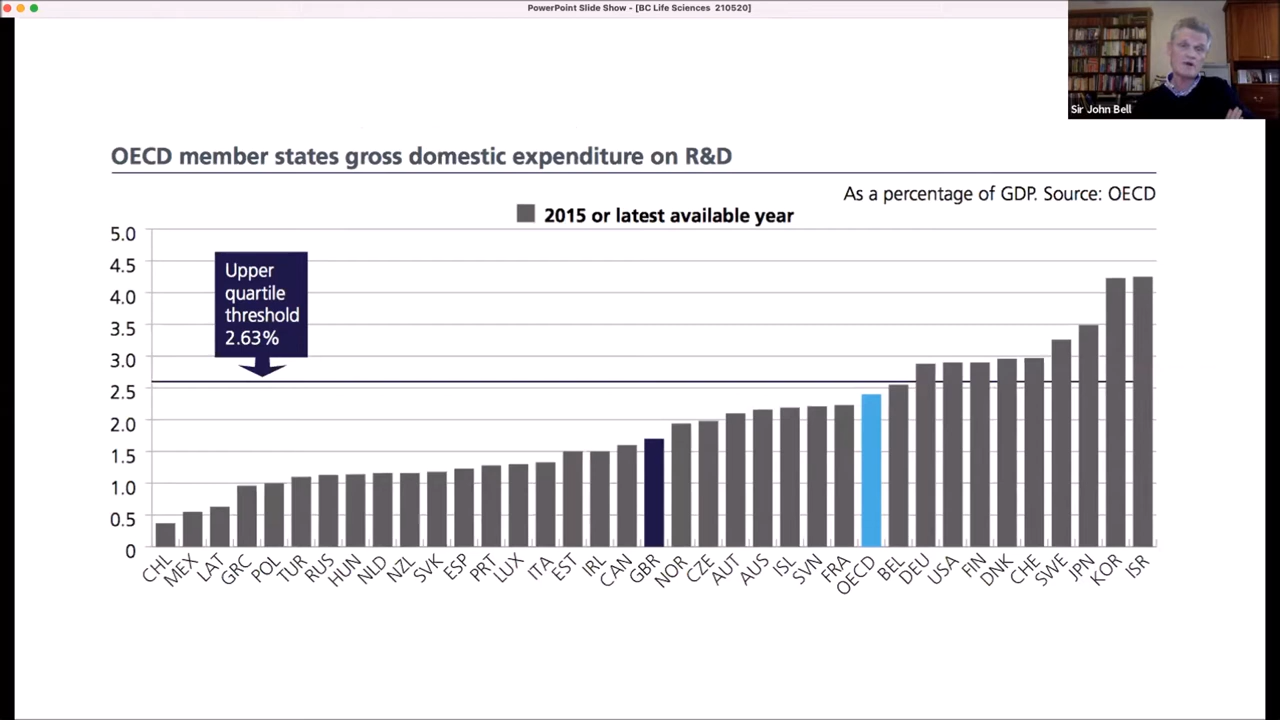 PowerPoint Slide Show - [BC Life Sciences 210520]
Sir John Bell
OECD member states gross domestic expenditure on R&D
As a percentage of GDP. Source: OECD
2015 or latest available year
5.0
4.5
4.0
3.5
3.0
2.5
2.0
1.5
1.0
0.5
0
Upper
quartile
threshold
2.63%
CHL MEX LAT GRC POL TUR RUS HUN NLD NZL SVK ESP PRT LUX ITA EST IRL CAN GBR NOR CZE AUT AUS ISL SVN FRA OECD BEL DEU USA FIN DNK CHE SWE JPN KOR ISR